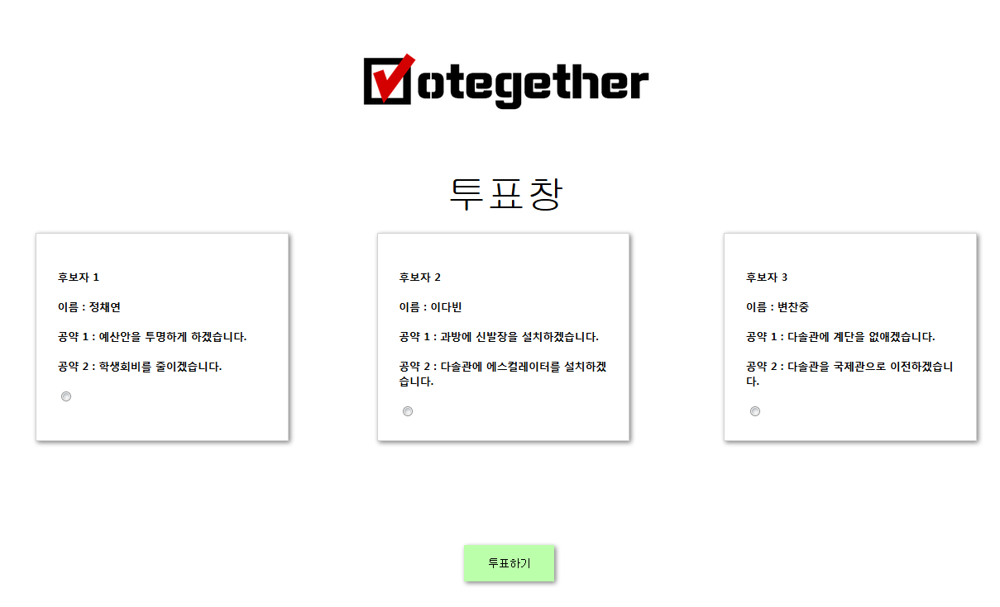 Votegether
투표창
후보자 1
이름 : 정채연
공약 1 : 예산안을 투명하게 하겠습니다.
공약 2 : 학생회비를 줄이겠습니다.
후보자 2
이름 : 이다빈
공약 1 : 과방에 신발장을 설치하겠습니다.
공약 2 : 다솔관에 에스컬레이터를 설치하겠
습니다.
후보자 3
이름 : 변찬중
공약 1 : 다솔관에 계단을 없애겠습니다.
공약 2 : 다솔관을 국제관으로 이전하겠습니
다.
투표하기